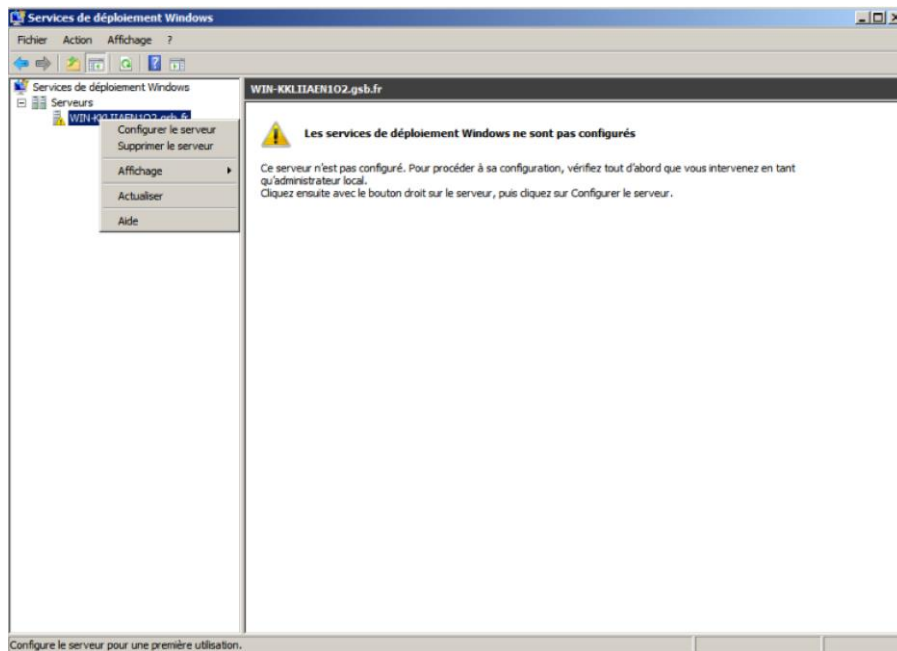 Services de déploiement Windows
Fichier Action Affichage ?
Services de déploiement Windows
Serveurs
WIN-KKLIIAEN1O2.gsb.fr
Configurer le serveur
Supprimer le serveur
Affichage
Actualiser
Aide
WIN-KKLIIAEN1O2.gsb.fr
Les services de déploiement Windows ne sont pas configurés
Ce serveur n'est pas configuré. Pour procéder à sa configuration, vérifiez tout d'abord que vous intervenez en tant
qu'administrateur local.
Cliquez ensuite avec le bouton droit sur le serveur, puis cliquez sur Configurer le serveur.
Configure le serveur pour une première utilisation.